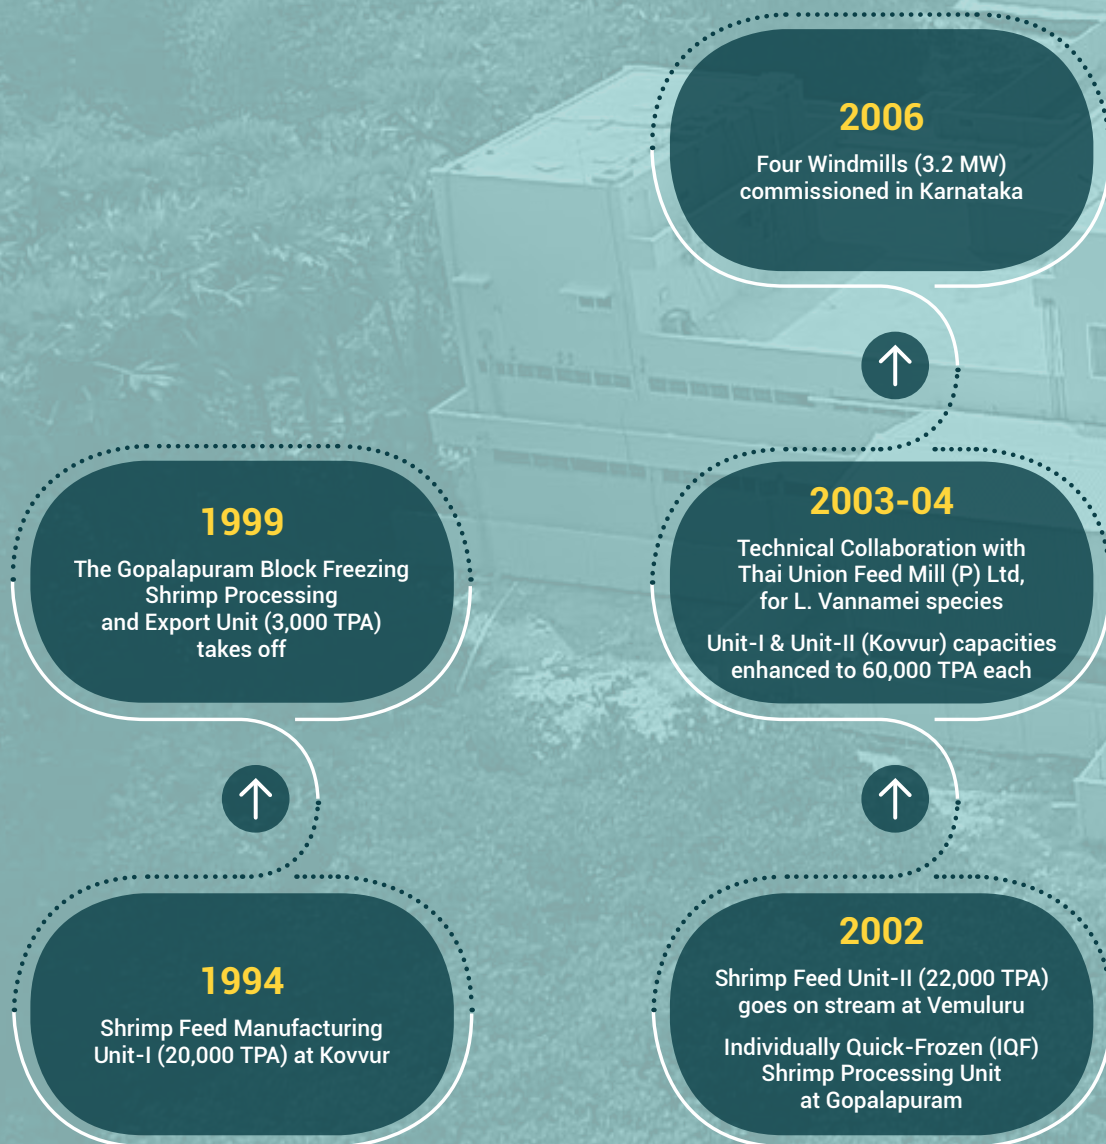 1994
Shrimp Feed Manufacturing
Unit-I (20,000 TPA) at Kovvur
1999
The Gopalapuram Block Freezing
Shrimp Processing
and Export Unit (3,000 TPA)
takes off
2002
Shrimp Feed Unit-II (22,000 TPA)
goes on stream at Vemuluru
Individually Quick-Frozen (IQF)
Shrimp Processing Unit
at Gopalapuram
2003-04
Technical Collaboration with
Thai Union Feed Mill (P) Ltd,
for L. Vannamei species
Unit-I & Unit-II (Kovvur) capacities
enhanced to 60,000 TPA each
2006
Four Windmills (3.2 MW)
commissioned in Karnataka